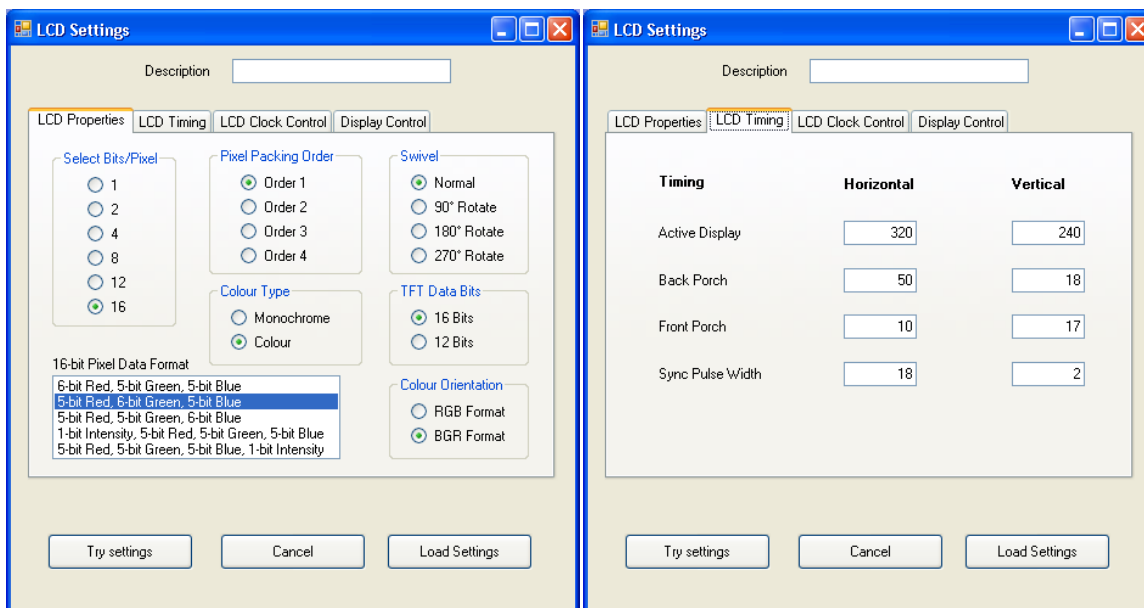 LCD Settings
Description
LCD Properties LCD Timing LCD Clock Control Display Control
Select Bits/Pixel
1
2
4
8
12
16
Pixel Packing Order
Order 1
Order 2
Order 3
Order 4
Swivel
Normal
90° Rotate
180° Rotate
270° Rotate
Colour Type
Monochrome
Colour
TFT Data Bits
16 Bits
12 Bits
16-bit Pixel Data Format
6-bit Red, 5-bit Green, 5-bit Blue
5-bit Red, 6-bit Green, 5-bit Blue
5-bit Red, 5-bit Green, 6-bit Blue
1-bit Intensity, 5-bit Red, 5-bit Green, 5-bit Blue
5-bit Red, 5-bit Green, 5-bit Blue, 1-bit Intensity
Colour Orientation
RGB Format
BGR Format
Try settings Cancel Load Settings
LCD Settings
Description
LCD Properties LCD Timing LCD Clock Control Display Control
Timing Horizontal Vertical
Active Display 320 240
Back Porch 50 18
Front Porch 10 17
Sync Pulse Width 18 2
Try settings Cancel Load Settings